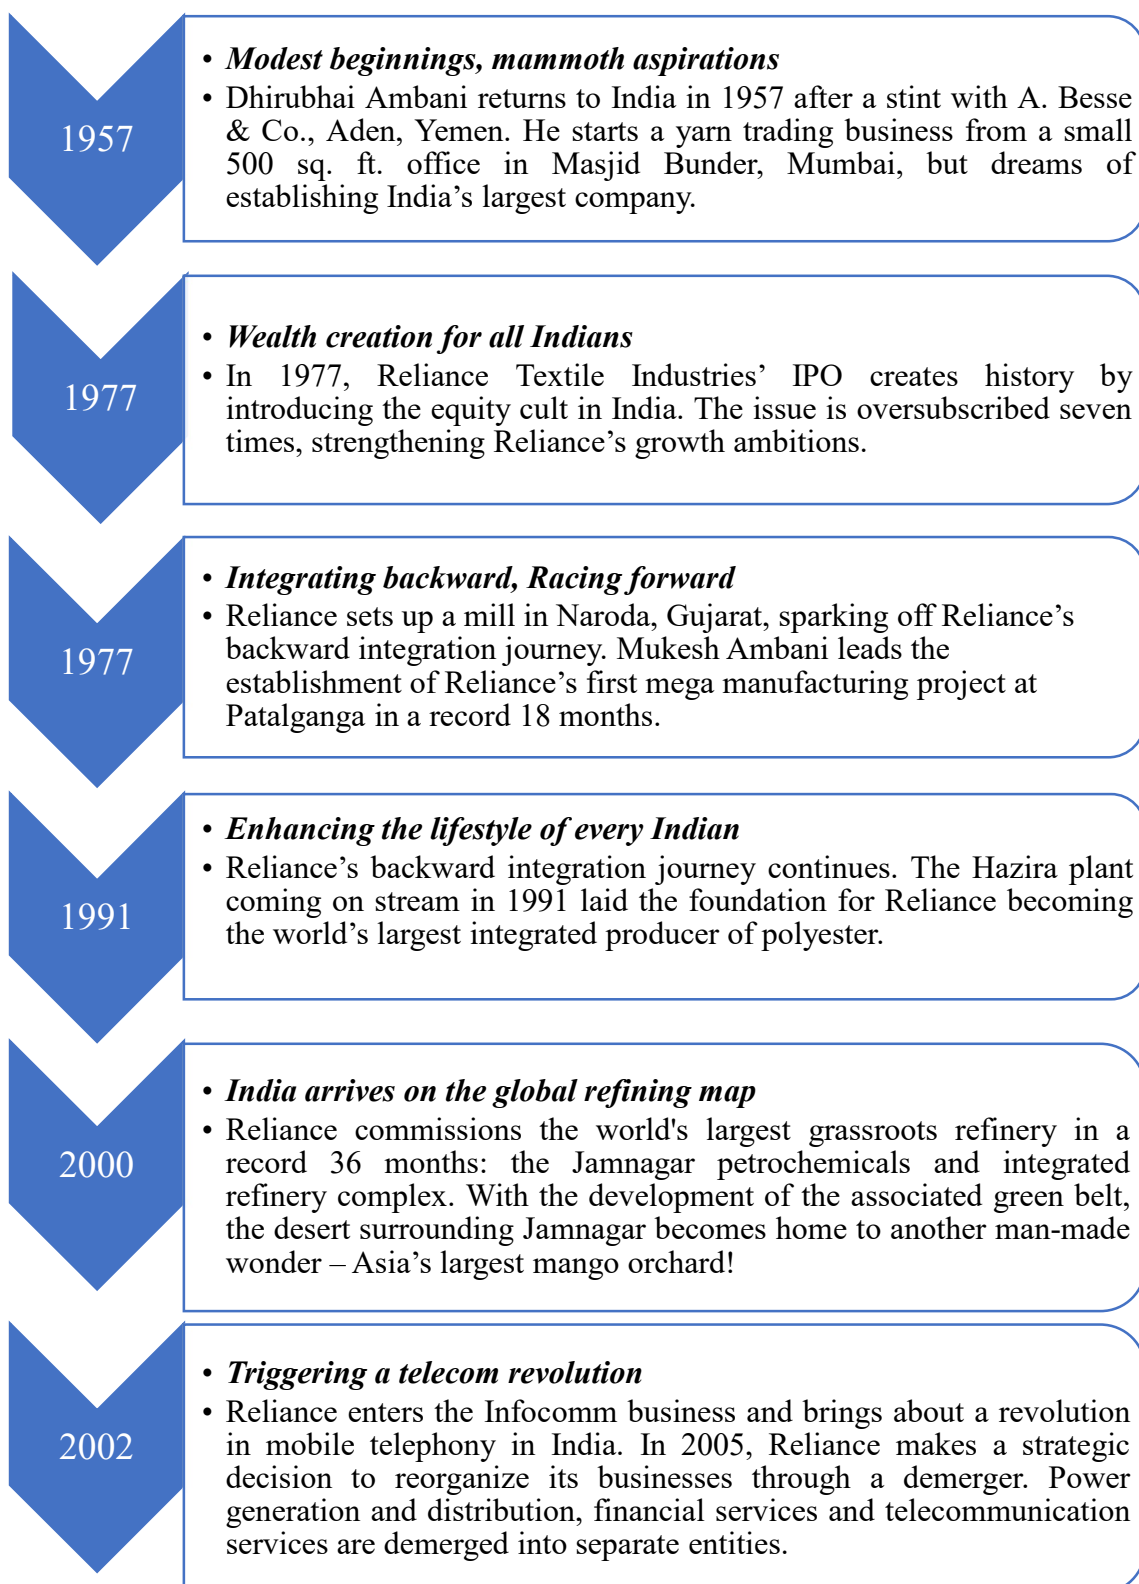 1957
• Modest beginnings, mammoth aspirations
• Dhirubhai Ambani returns to India in 1957 after a stint with A. Besse
& Co., Aden, Yemen. He starts a yarn trading business from a small
500 sq. ft. office in Masjid Bunder, Mumbai, but dreams of
establishing India’s largest company.
1977
• Wealth creation for all Indians
• In 1977, Reliance Textile Industries’ IPO creates history by
introducing the equity cult in India. The issue is oversubscribed seven
times, strengthening Reliance’s growth ambitions.
1977
• Integrating backward, Racing forward
• Reliance sets up a mill in Naroda, Gujarat, sparking off Reliance’s
backward integration journey. Mukesh Ambani leads the
establishment of Reliance’s first mega manufacturing project at
Patalganga in a record 18 months.
1991
• Enhancing the lifestyle of every Indian
• Reliance’s backward integration journey continues. The Hazira plant
coming on stream in 1991 laid the foundation for Reliance becoming
the world’s largest integrated producer of polyester.
2000
• India arrives on the global refining map
• Reliance commissions the world's largest grassroots refinery in a
record 36 months: the Jamnagar petrochemicals and integrated
refinery complex. With the development of the associated green belt,
the desert surrounding Jamnagar becomes home to another man-made
wonder – Asia’s largest mango orchard!
2002
• Triggering a telecom revolution
• Reliance enters the Infocomm business and brings about a revolution
in mobile telephony in India. In 2005, Reliance makes a strategic
decision to reorganize its businesses through a demerger. Power
generation and distribution, financial services and telecommunication
services are demerged into separate entities.